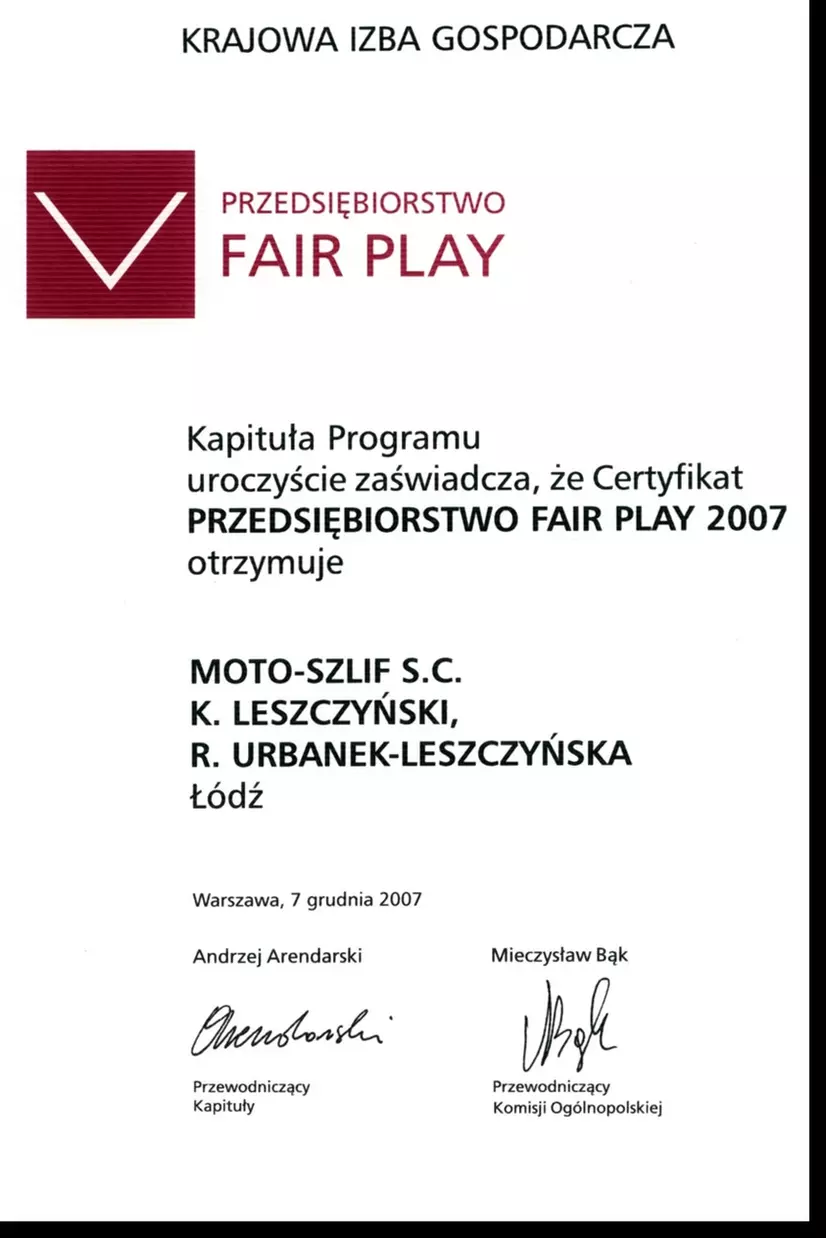 KRAJOWA IZBA GOSPODARCZA
PRZEDSIĘBIORSTWO
FAIR PLAY
Kapituła Programu
uroczyście zaświadcza, że Certyfikat
PRZEDSIĘBIORSTWO FAIR PLAY 2007
otrzymuje
MOTO-SZLIF S.C.
K. LESZCZYŃSKI,
R. URBANEK-LESZCZYŃSKA
Łódź
Warszawa, 7 grudnia 2007
Andrzej Arendarski
Mieczysław Bąk
Arendarski
MBąk
Przewodniczący
Kapituły
Przewodniczący
Komisji Ogólnopolskiej